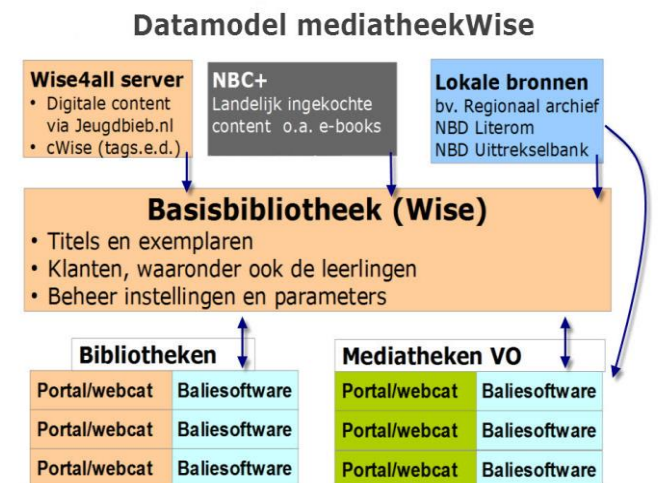 Datamodel mediatheekWise
Wise4all server
• Digitale content
via Jeugdbieb.nl
• cWise (tags.e.d.)
NBC+
Landelijk ingekochte
content o.a. e-books
Lokale bronnen
bv. Regionaal archief
NBD Literom
NBD Uittrekselbank
Basisbibliotheek (Wise)
• Titels en exemplaren
• Klanten, waaronder ook de leerlingen
• Beheer instellingen en parameters
Bibliotheken
Portal/webcat Baliesoftware
Portal/webcat Baliesoftware
Portal/webcat Baliesoftware
Mediatheken VO
Portal/webcat Baliesoftware
Portal/webcat Baliesoftware
Portal/webcat Baliesoftware